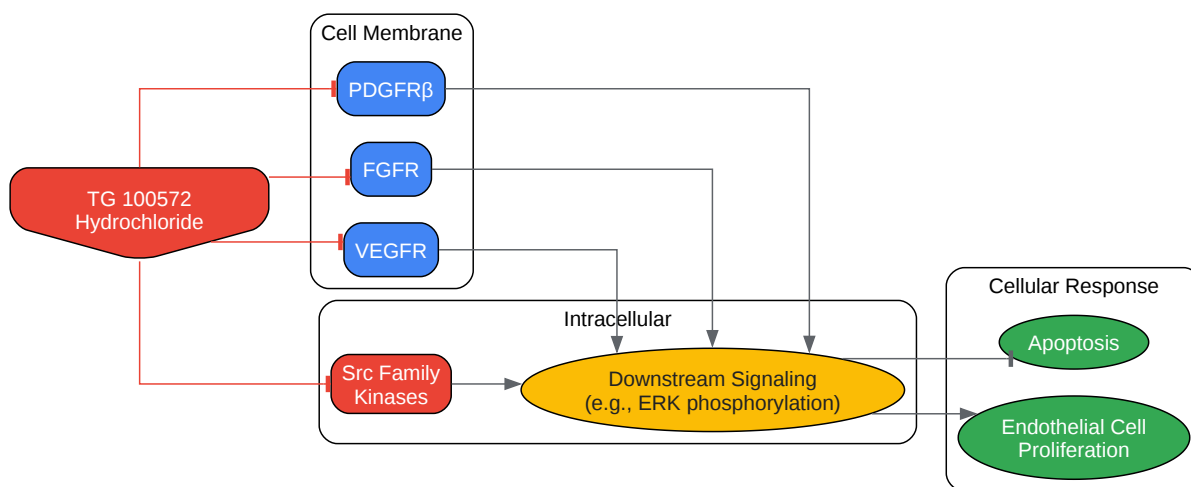 Cell Membrane
PDGFRβ
FGFR
VEGFR
TG 100572
Hydrochloride
Intracellular
Src Family
Kinases
Downstream Signaling
(e.g., ERK phosphorylation)
Cellular Response
Apoptosis
Endothelial Cell
Proliferation